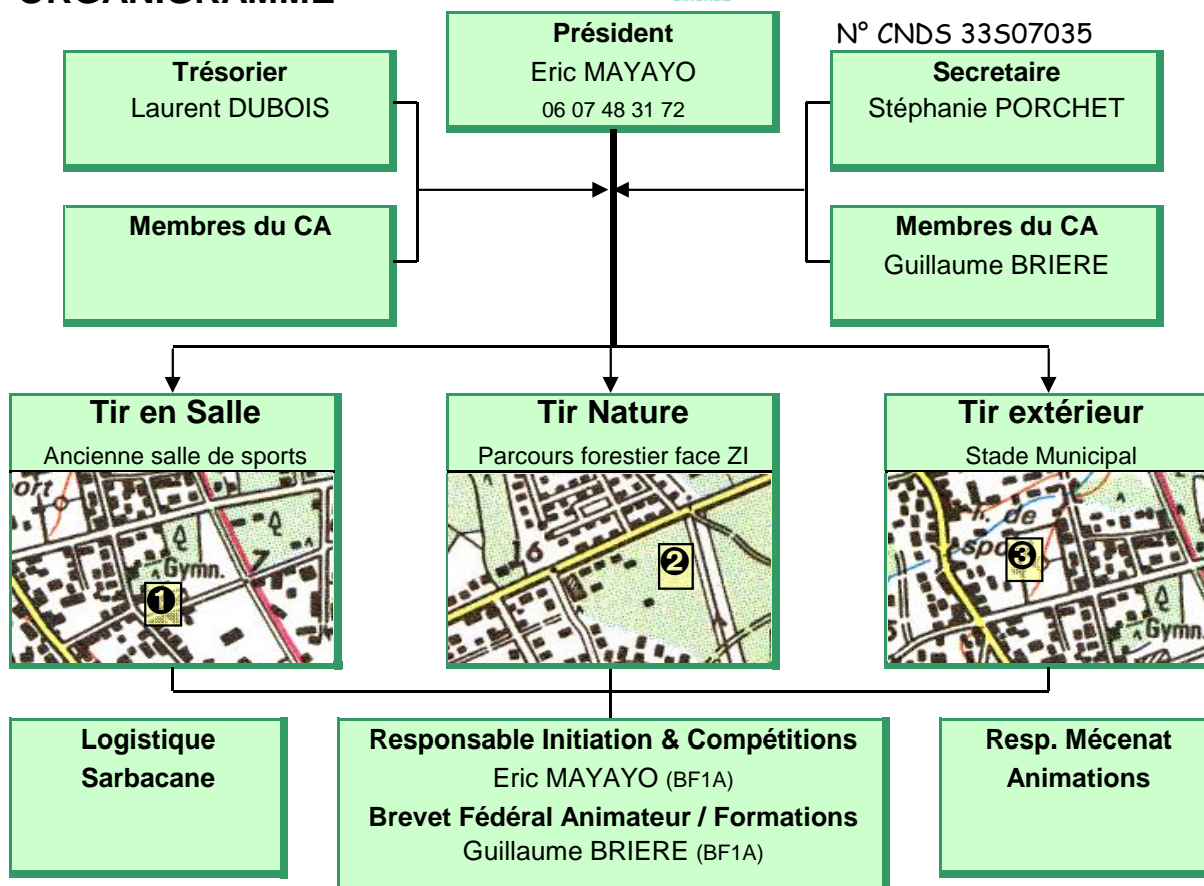 ORGANIGRAMME
N° CNDS 33S07035
Président
Eric MAYAYO
06 07 48 31 72
Trésorier
Laurent DUBOIS
Secretaire
Stéphanie PORCHET
Membres du CA
Membres du CA
Guillaume BRIERE
Tir en Salle
Ancienne salle de sports
ort
Gymn.
7
❶
Tir Nature
Parcours forestier face ZI
6
❷
Tir extérieur
Stade Municipal
de
spo
❸
Gymn.
Logistique
Sarbacane
Responsable Initiation & Compétitions
Eric MAYAYO (BF1A)
Brevet Fédéral Animateur / Formations
Guillaume BRIERE (BF1A)
Resp. Mécenat
Animations